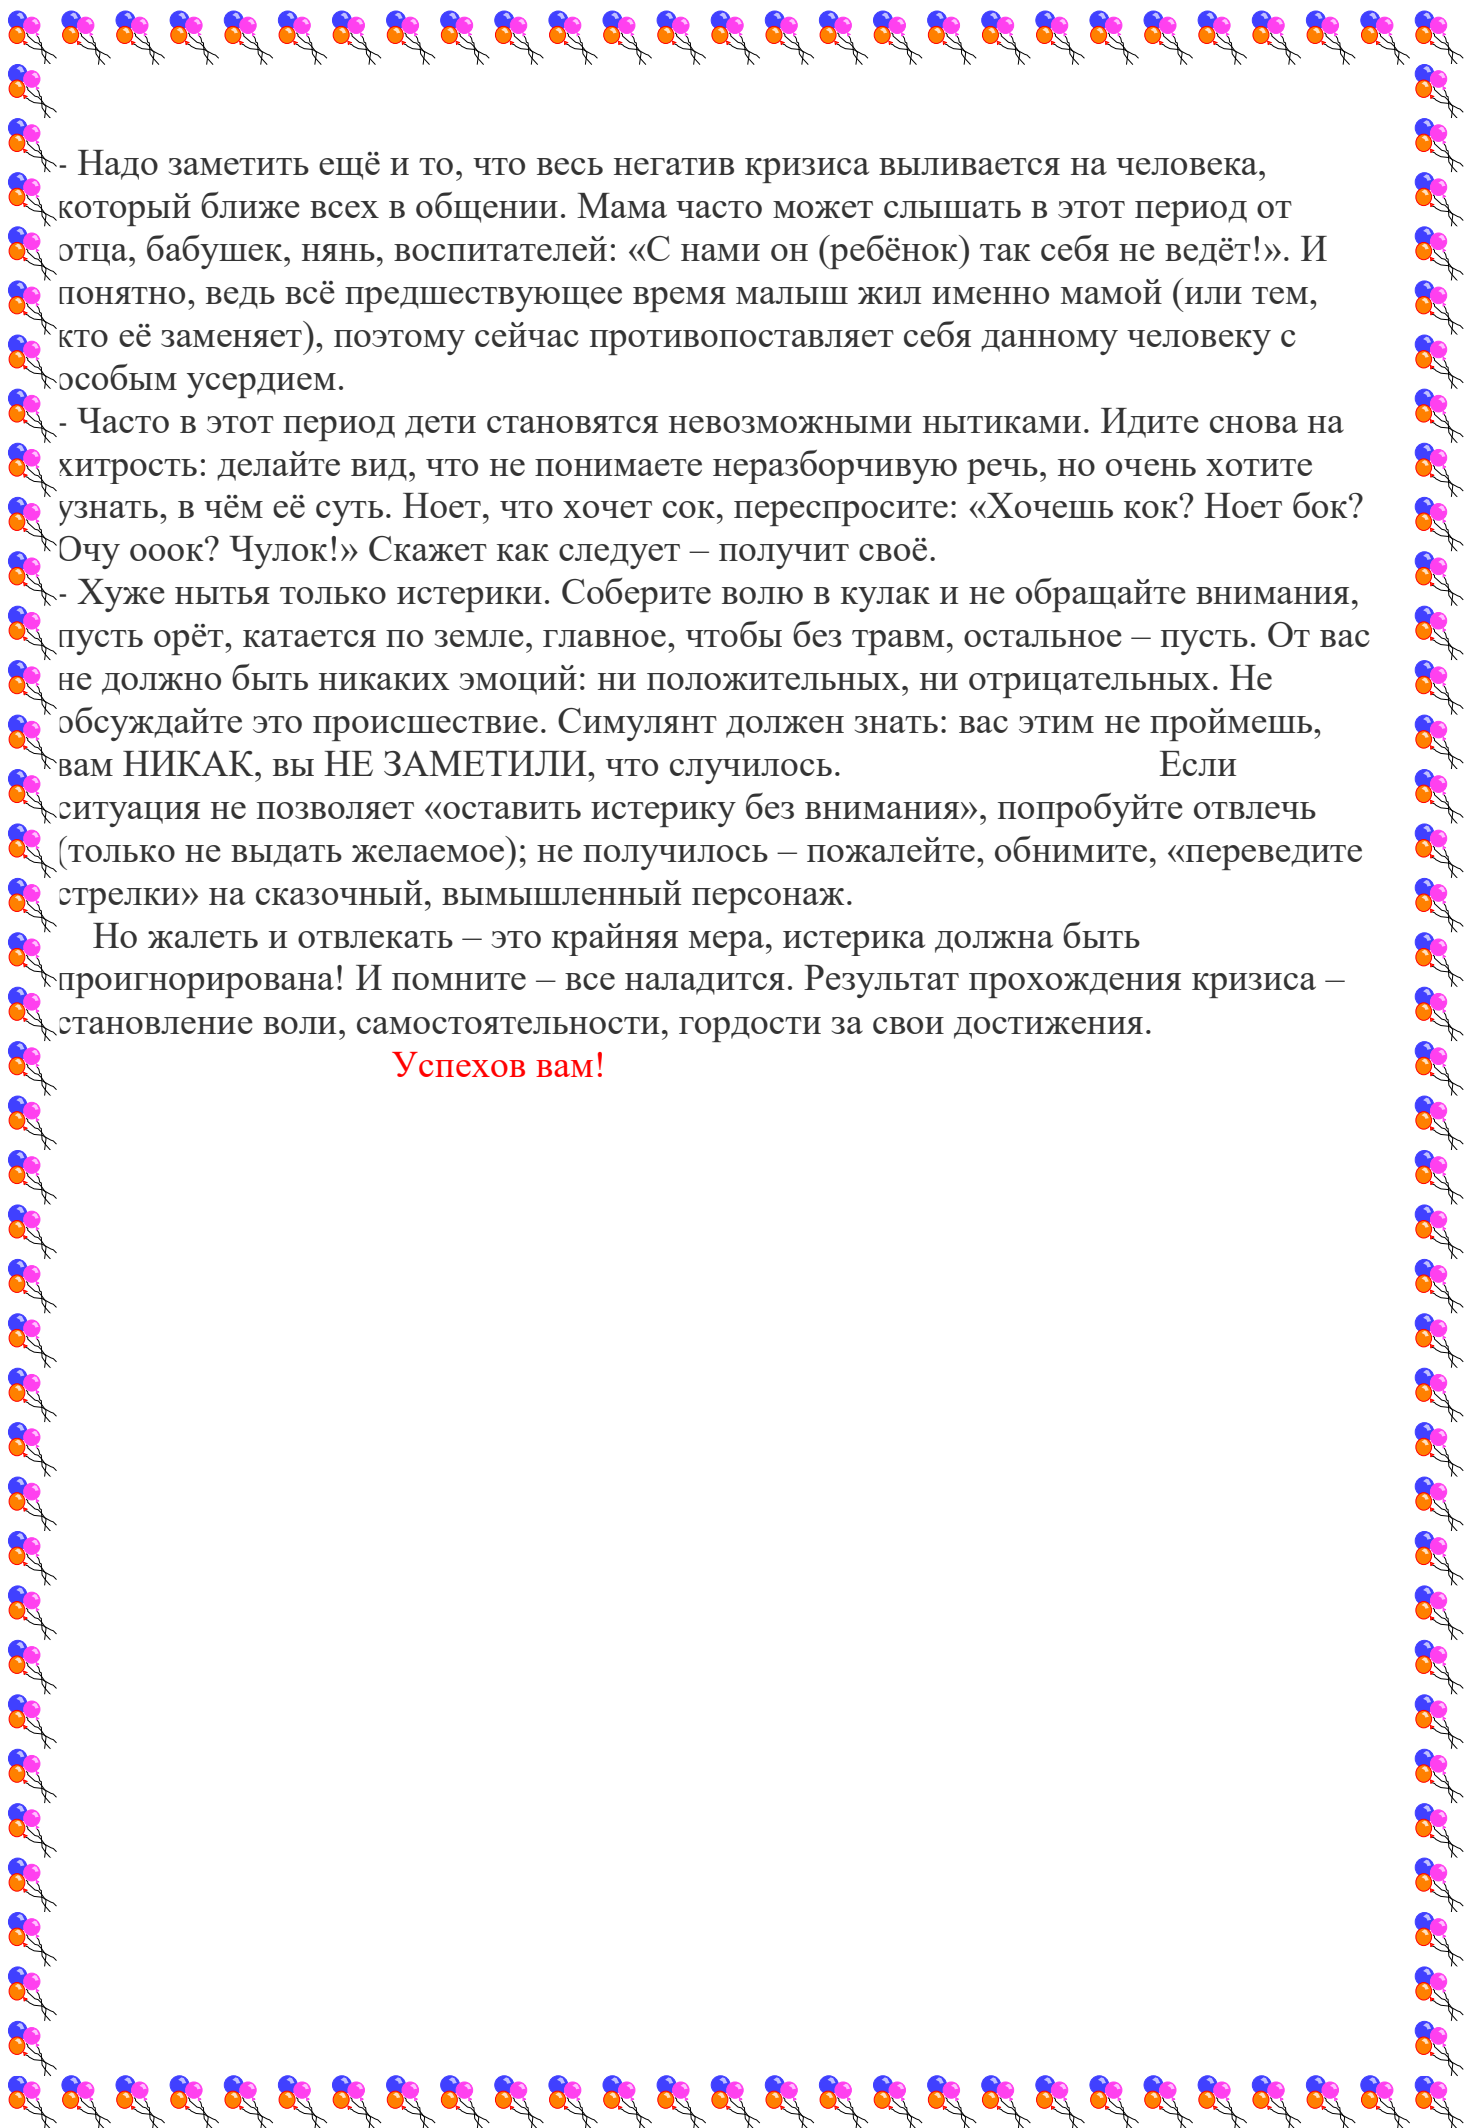 - Надо заметить ещё и то, что весь негатив кризиса выливается на человека,
который ближе всех в общении. Мама часто может слышать в этот период от
отца, бабушек, нянь, воспитателей: «С нами он (ребёнок) так себя не ведёт!». И
понятно, ведь всё предшествующее время малыш жил именно мамой (или тем,
кто её заменяет), поэтому сейчас противопоставляет себя данному человеку с
особым усердием.
- Часто в этот период дети становятся невозможными нытиками. Идите снова на
хитрость: делайте вид, что не понимаете неразборчивую речь, но очень хотите
узнать, в чём её суть. Ноет, что хочет сок, переспросите: «Хочешь кок? Ноет бок?
Очу ооок? Чулок!» Скажет как следует – получит своё.
- Хуже нытья только истерики. Соберите волю в кулак и не обращайте внимания,
пусть орёт, катается по земле, главное, чтобы без травм, остальное – пусть. От вас
не должно быть никаких эмоций: ни положительных, ни отрицательных. Не
обсуждайте это происшествие. Симулянт должен знать: вас этим не проймешь,
вам НИКАК, вы НЕ ЗАМЕТИЛИ, что случилось. Если
ситуация не позволяет «оставить истерику без внимания», попробуйте отвлечь
(только не выдать желаемое); не получилось – пожалейте, обнимите, «переведите
стрелки» на сказочный, вымышленный персонаж.
Но жалеть и отвлекать – это крайняя мера, истерика должна быть
проигнорирована! И помните – все наладится. Результат прохождения кризиса –
становление воли, самостоятельности, гордости за свои достижения.
Успехов вам!